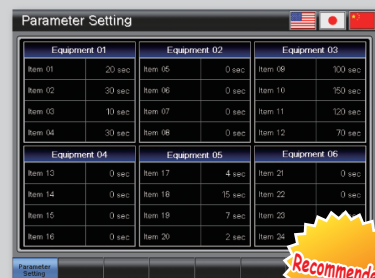 Parameter Setting
Equipment 01 Equipment 02 Equipment 03
Item 01 20 sec Item 05 0 sec Item 09 100 sec
Item 02 30 sec Item 06 0 sec Item 10 150 sec
Item 03 10 sec Item 07 0 sec Item 11 120 sec
Item 04 30 sec Item 08 0 sec Item 12 70 sec
Equipment 04 Equipment 05 Equipment 06
Item 13 0 sec Item 17 4 sec Item 21 0 sec
Item 14 0 sec Item 18 15 sec Item 22 0 sec
Item 15 0 sec Item 19 7 sec Item 23
Item 16 0 sec Item 20 2 sec Item 24
Parameter
Setting
Recommende